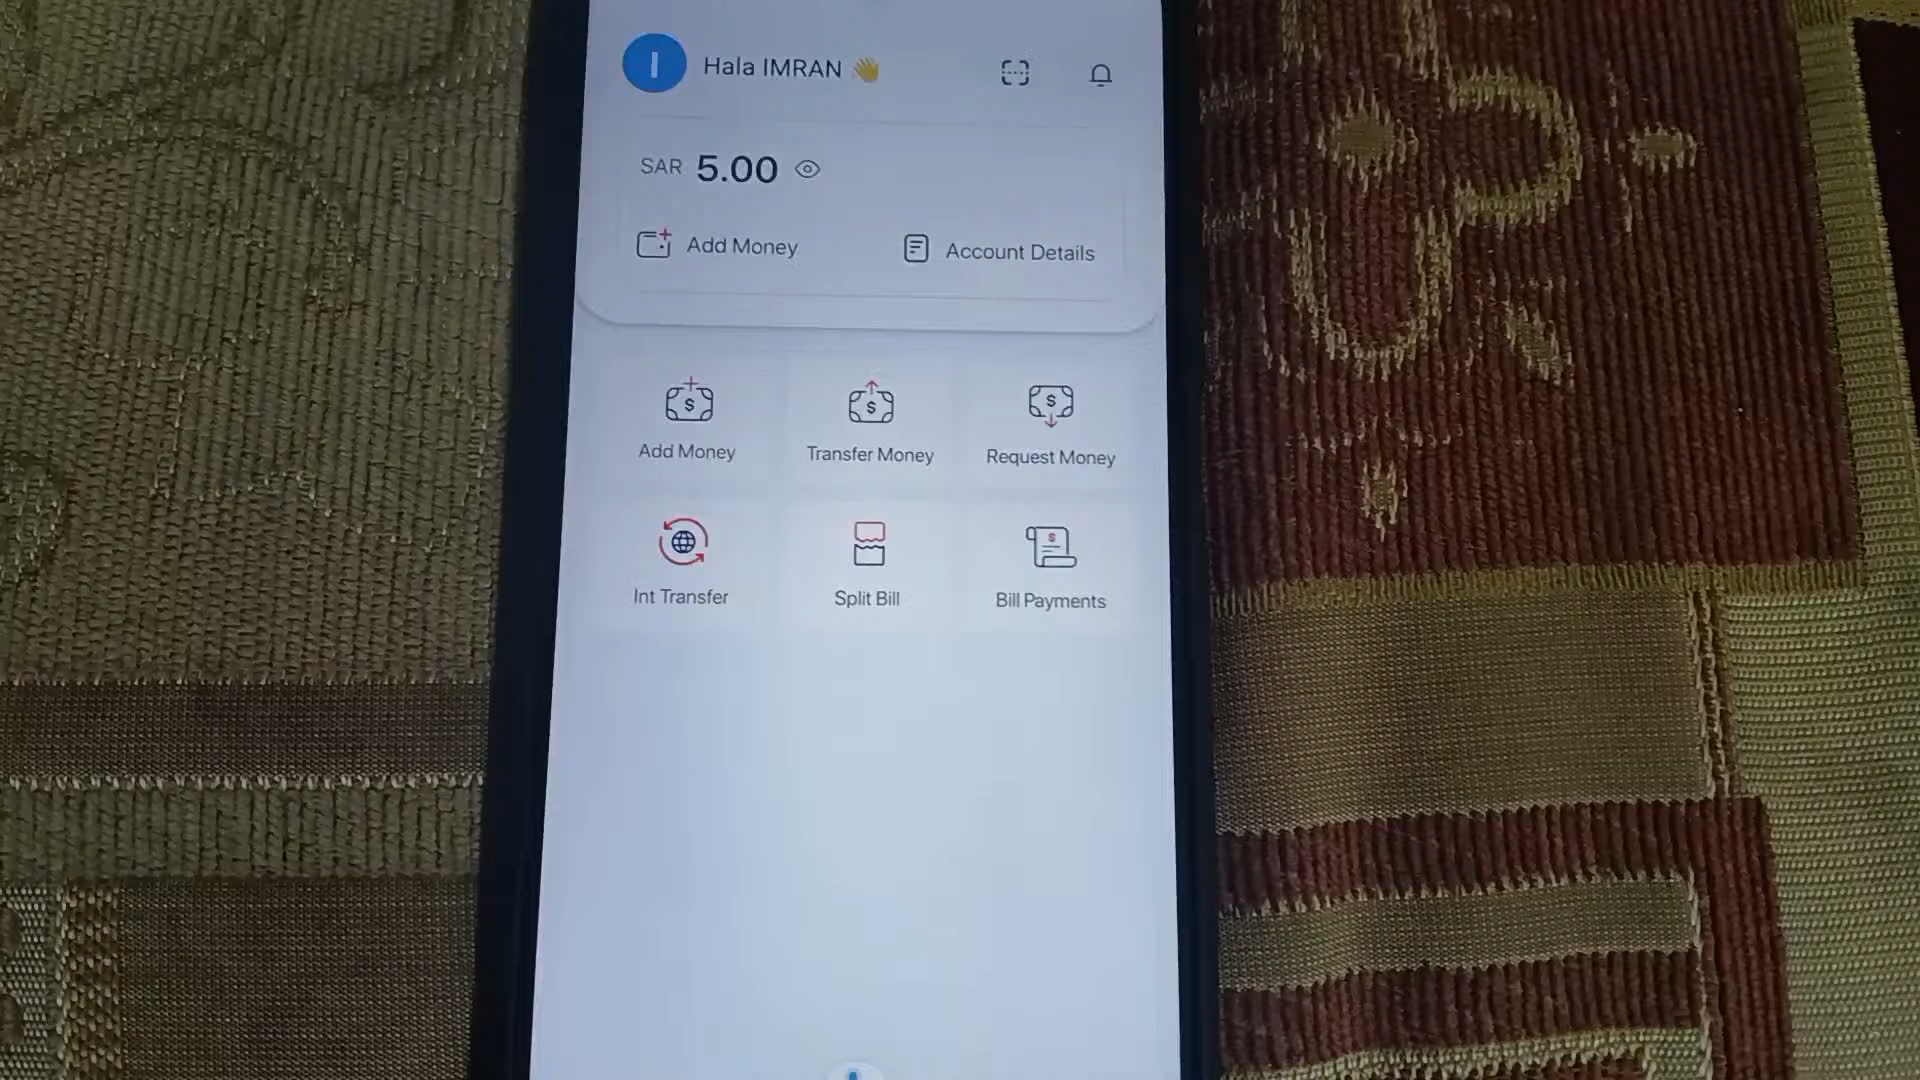 I
Hala IMRAN 👋
SAR 5.00
Add Money
Account Details
Add Money
Transfer Money
Request Money
Int Transfer
Split Bill
Bill Payments